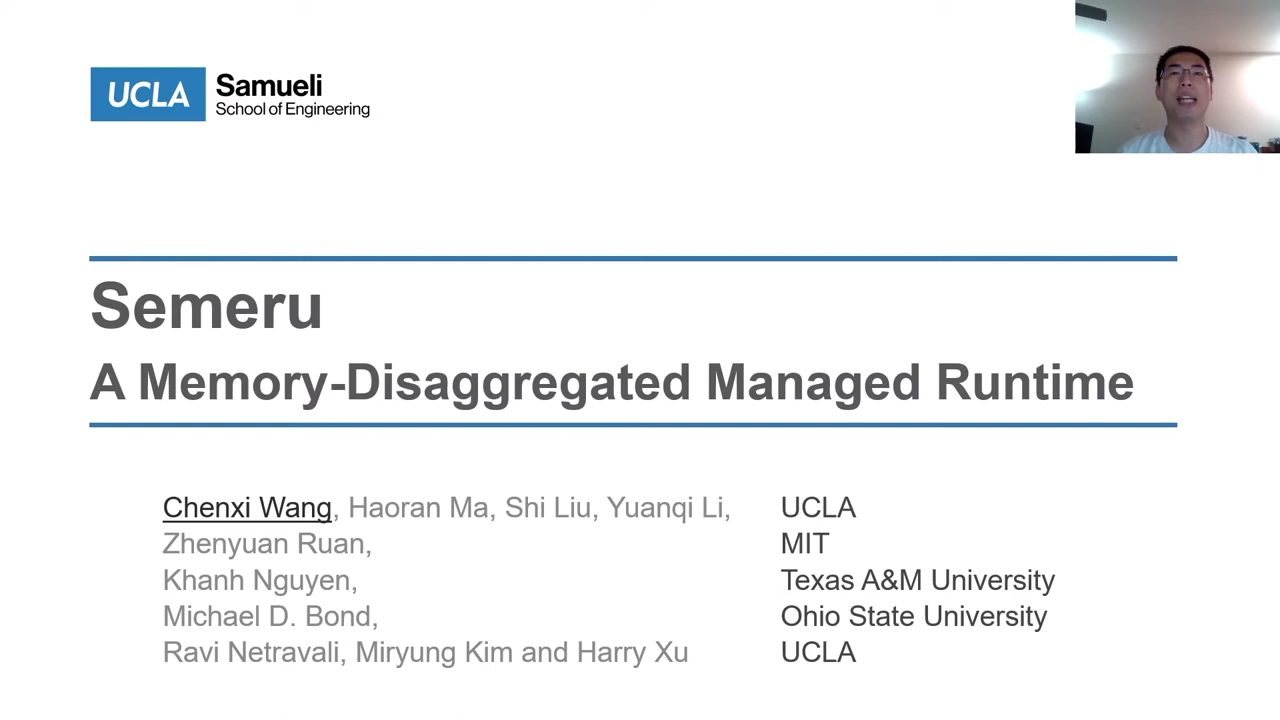 UCLA Samueli
School of Engineering
Semeru
A Memory-Disaggregated Managed Runtime
Chenxi Wang, Haoran Ma, Shi Liu, Yuanqi Li, UCLA
Zhenyuan Ruan, MIT
Khanh Nguyen, Texas A&M University
Michael D. Bond, Ohio State University
Ravi Netravali, Miryung Kim and Harry Xu UCLA